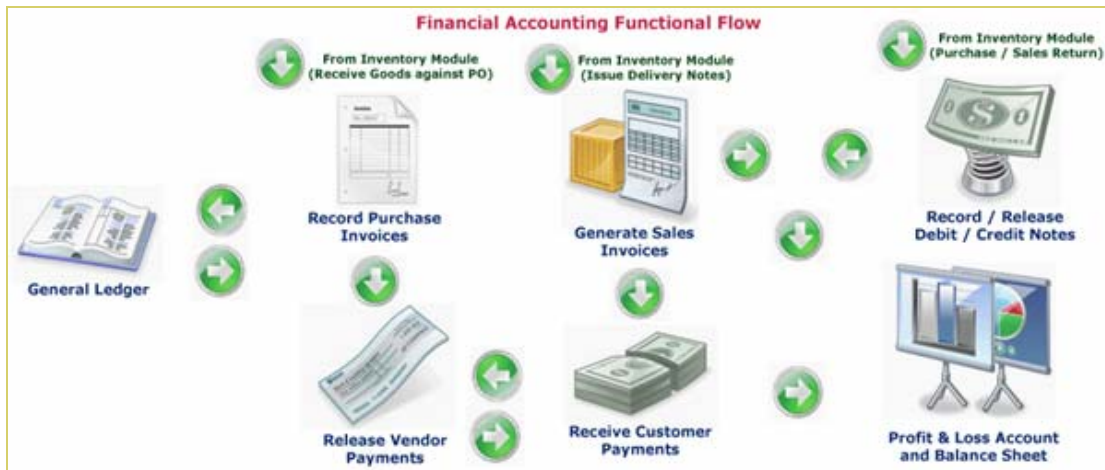 Financial Accounting Functional Flow
From Inventory Module
(Receive Goods against PO)
From Inventory Module
(Issue Delivery Notes)
From Inventory Module
(Purchase / Sales Return)
Record Purchase
Invoices
Generate Sales
Invoices
Record / Release
Debit / Credit Notes
General Ledger
Release Vendor
Payments
Receive Customer
Payments
Profit & Loss Account
and Balance Sheet